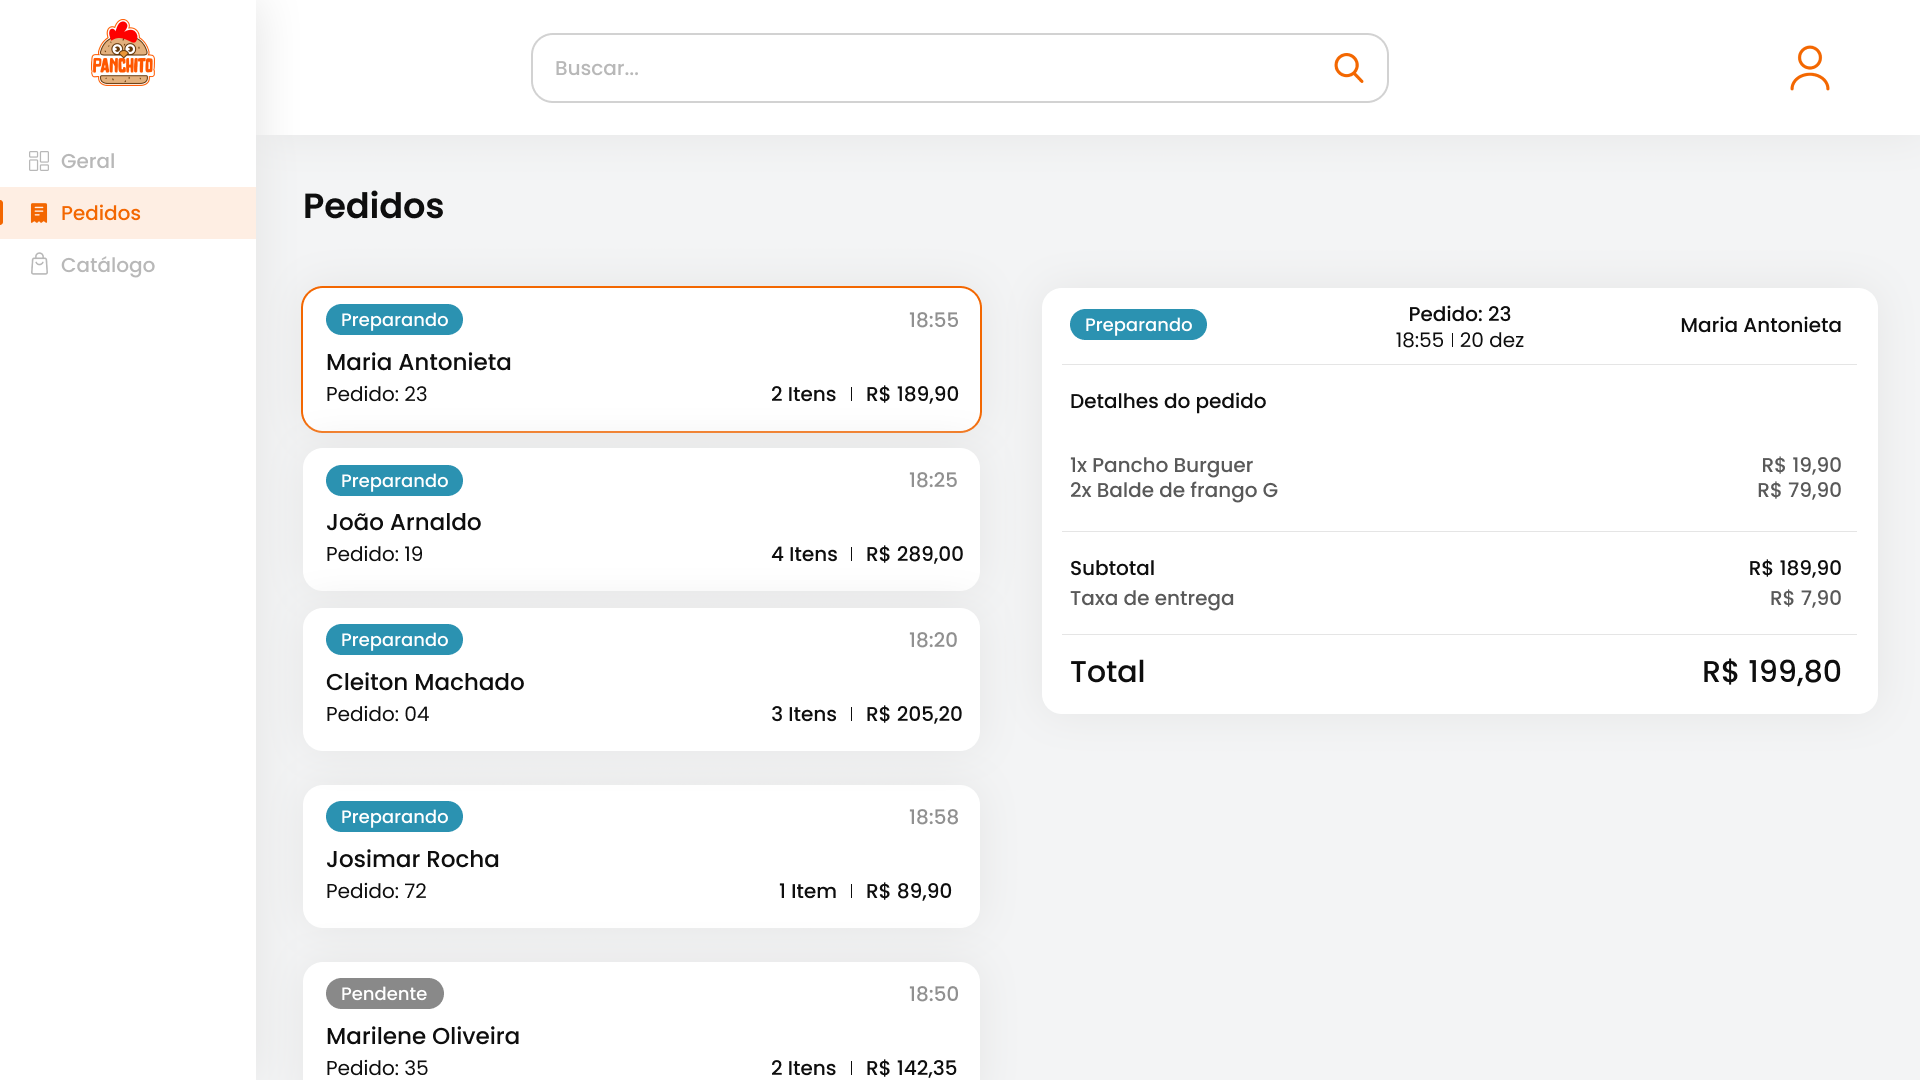 PANCHITO
Buscar...
Geral
Pedidos
Catálogo
Pedidos
Preparando
18:55
Maria Antonieta
Pedido: 23
2 Itens | R$ 189,90
Preparando
18:25
João Arnaldo
Pedido: 19
4 Itens | R$ 289,00
Preparando
18:20
Cleiton Machado
Pedido: 04
3 Itens | R$ 205,20
Preparando
18:58
Josimar Rocha
Pedido: 72
1 Item | R$ 89,90
Pendente
18:50
Marilene Oliveira
Pedido: 35
2 Itens | R$ 142,35
Preparando
Pedido: 23
18:55 | 20 dez
Maria Antonieta
Detalhes do pedido
1x Pancho Burguer R$ 19,90
2x Balde de frango G R$ 79,90
Subtotal R$ 189,90
Taxa de entrega R$ 7,90
Total R$ 199,80